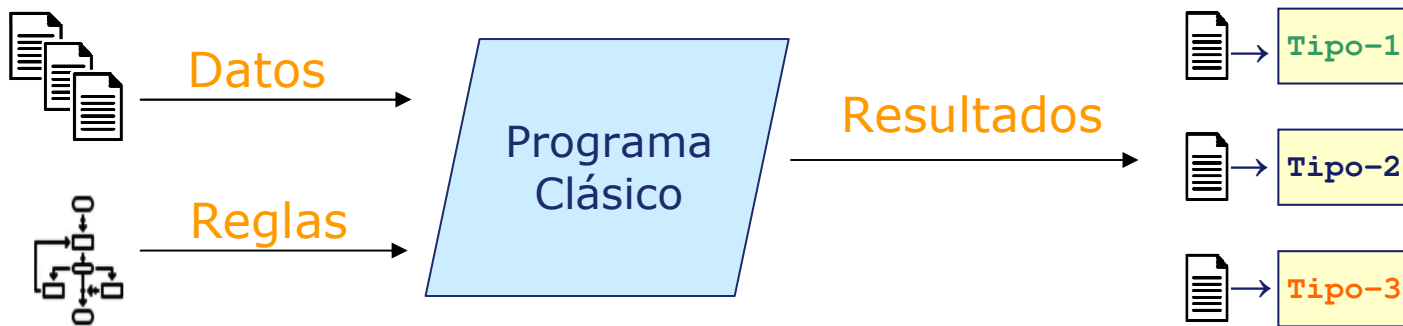 Datos
Reglas
Programa
Clásico
Resultados
Tipo-1
Tipo-2
Tipo-3